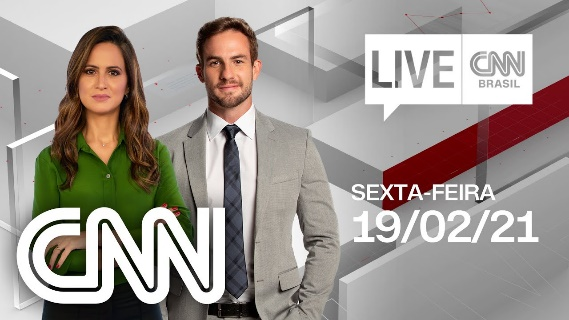 LIVE CNN
BRASIL
SEXTA-FEIRA
19/02/21
CNN